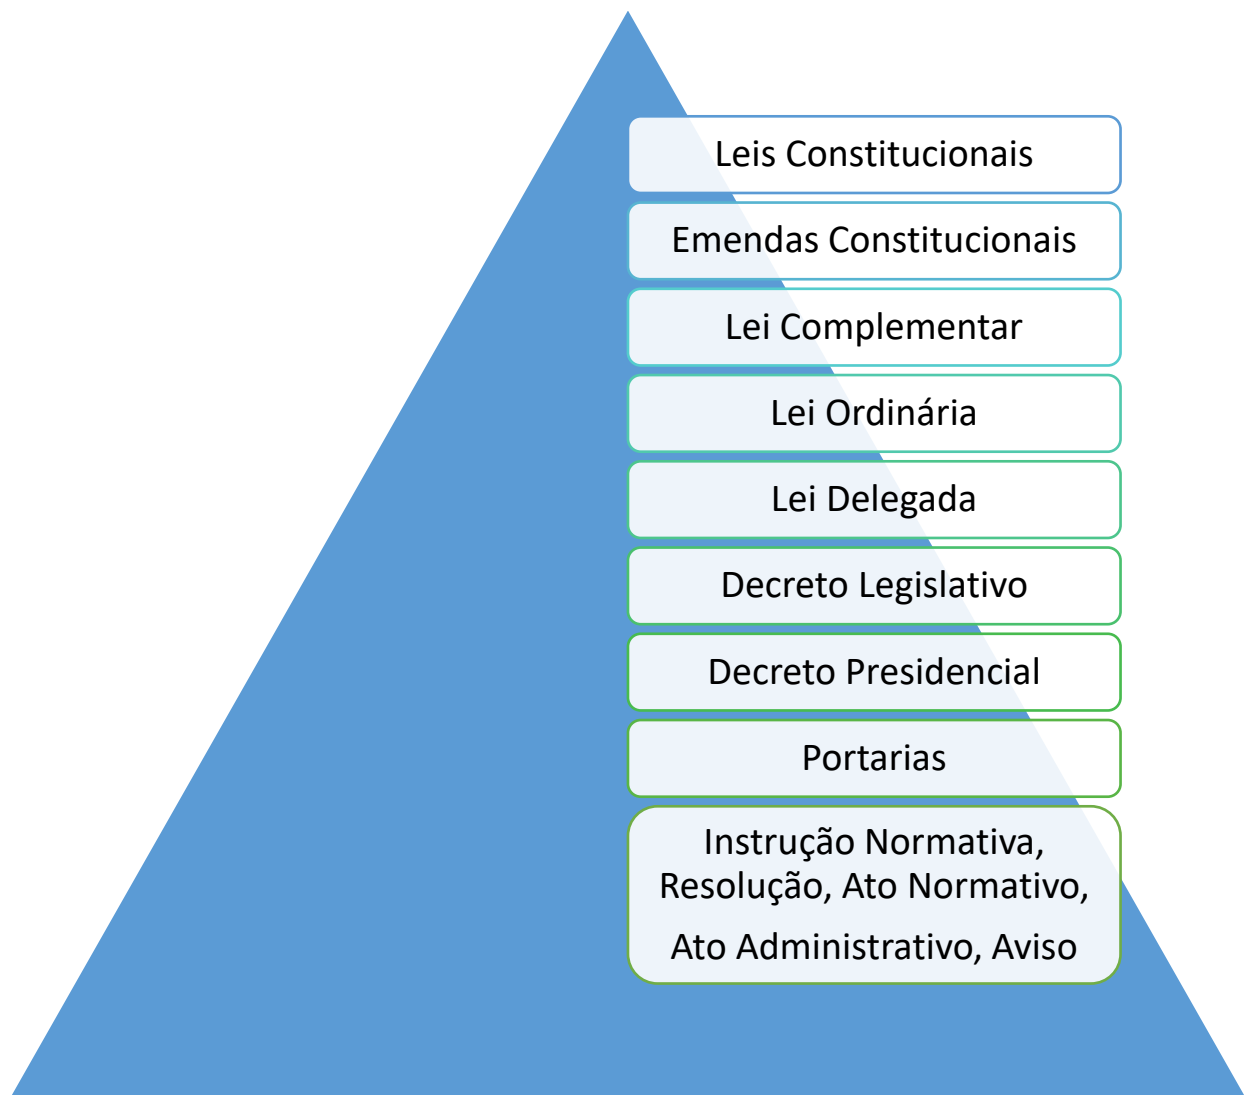 Leis Constitucionais
Emendas Constitucionais
Lei Complementar
Lei Ordinária
Lei Delegada
Decreto Legislativo
Decreto Presidencial
Portarias
Instrução Normativa,
Resolução, Ato Normativo,
Ato Administrativo, Aviso